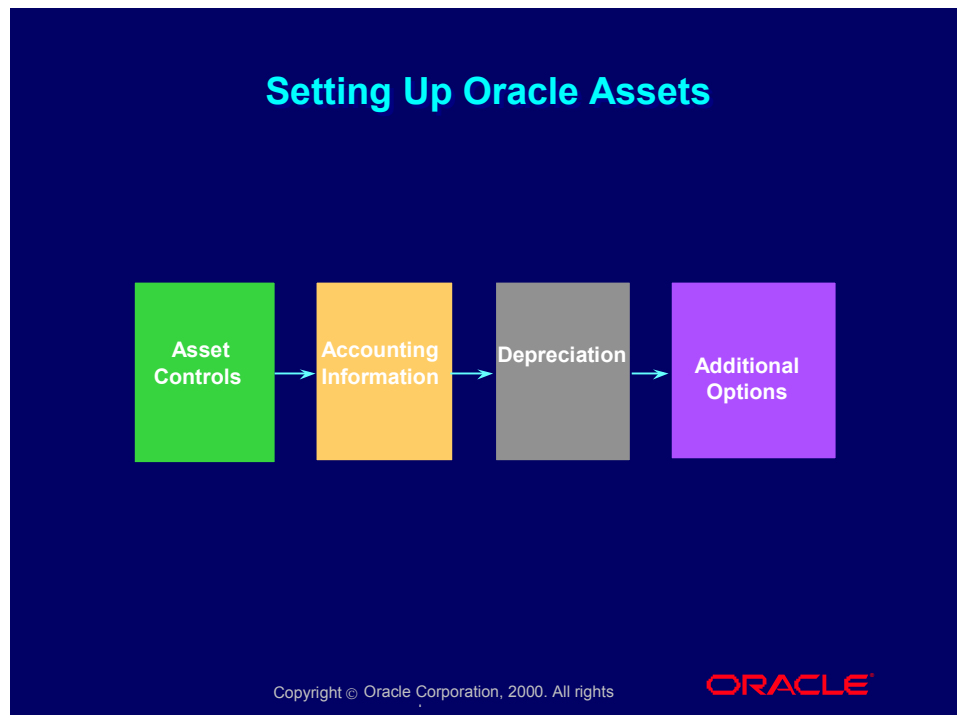 Setting Up Oracle Assets
Asset
Controls
Accounting
Information
Depreciation
Additional
Options
Copyright © Oracle Corporation, 2000. All rights
ORACLE